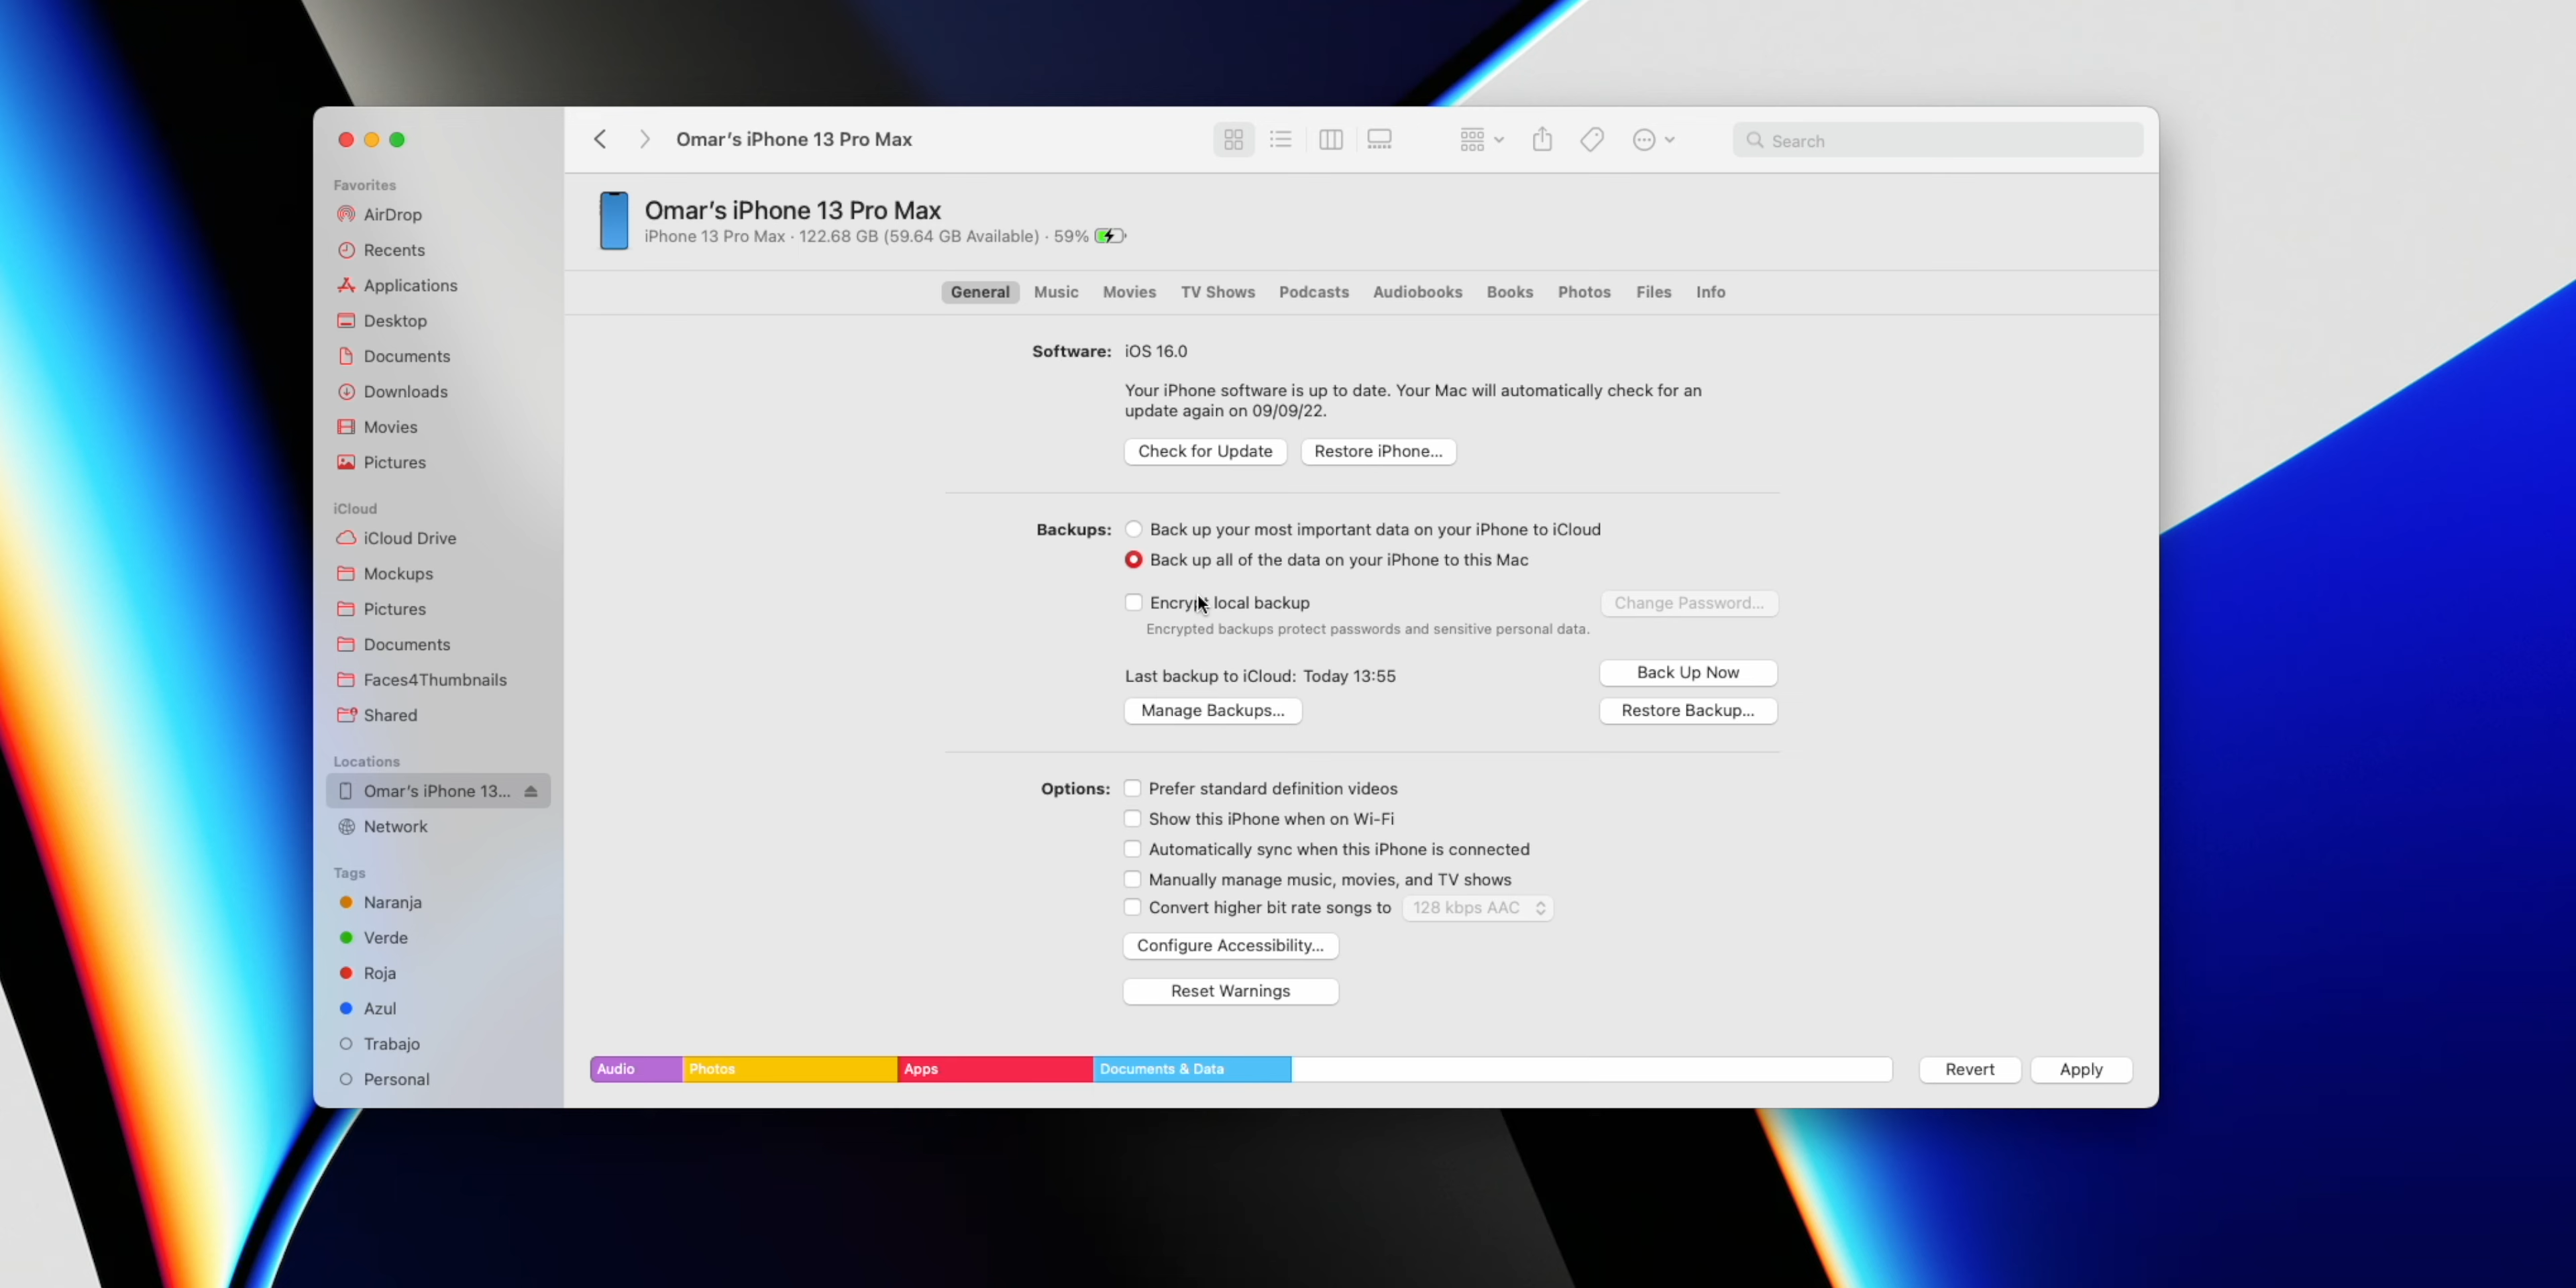 Omar’s iPhone 13 Pro Max
Search
Favorites
AirDrop
Recents
Applications
Desktop
Documents
Downloads
Movies
Pictures
iCloud
iCloud Drive
Mockups
Pictures
Documents
Faces4Thumbnails
Shared
Locations
Omar’s iPhone 13...
Network
Tags
Naranja
Verde
Roja
Azul
Trabajo
Personal
Omar’s iPhone 13 Pro Max
iPhone 13 Pro Max · 122.68 GB (59.64 GB Available) · 59%
General Music Movies TV Shows Podcasts Audiobooks Books Photos Files Info
Software: iOS 16.0
Your iPhone software is up to date. Your Mac will automatically check for an
update again on 09/09/22.
Check for Update Restore iPhone...
Backups: Back up your most important data on your iPhone to iCloud
Back up all of the data on your iPhone to this Mac
Encrypt local backup Change Password...
Encrypted backups protect passwords and sensitive personal data.
Last backup to iCloud: Today 13:55 Back Up Now
Manage Backups... Restore Backup...
Options: Prefer standard definition videos
Show this iPhone when on Wi-Fi
Automatically sync when this iPhone is connected
Manually manage music, movies, and TV shows
Convert higher bit rate songs to 128 kbps AAC
Configure Accessibility...
Reset Warnings
Audio Photos Apps Documents & Data Revert Apply